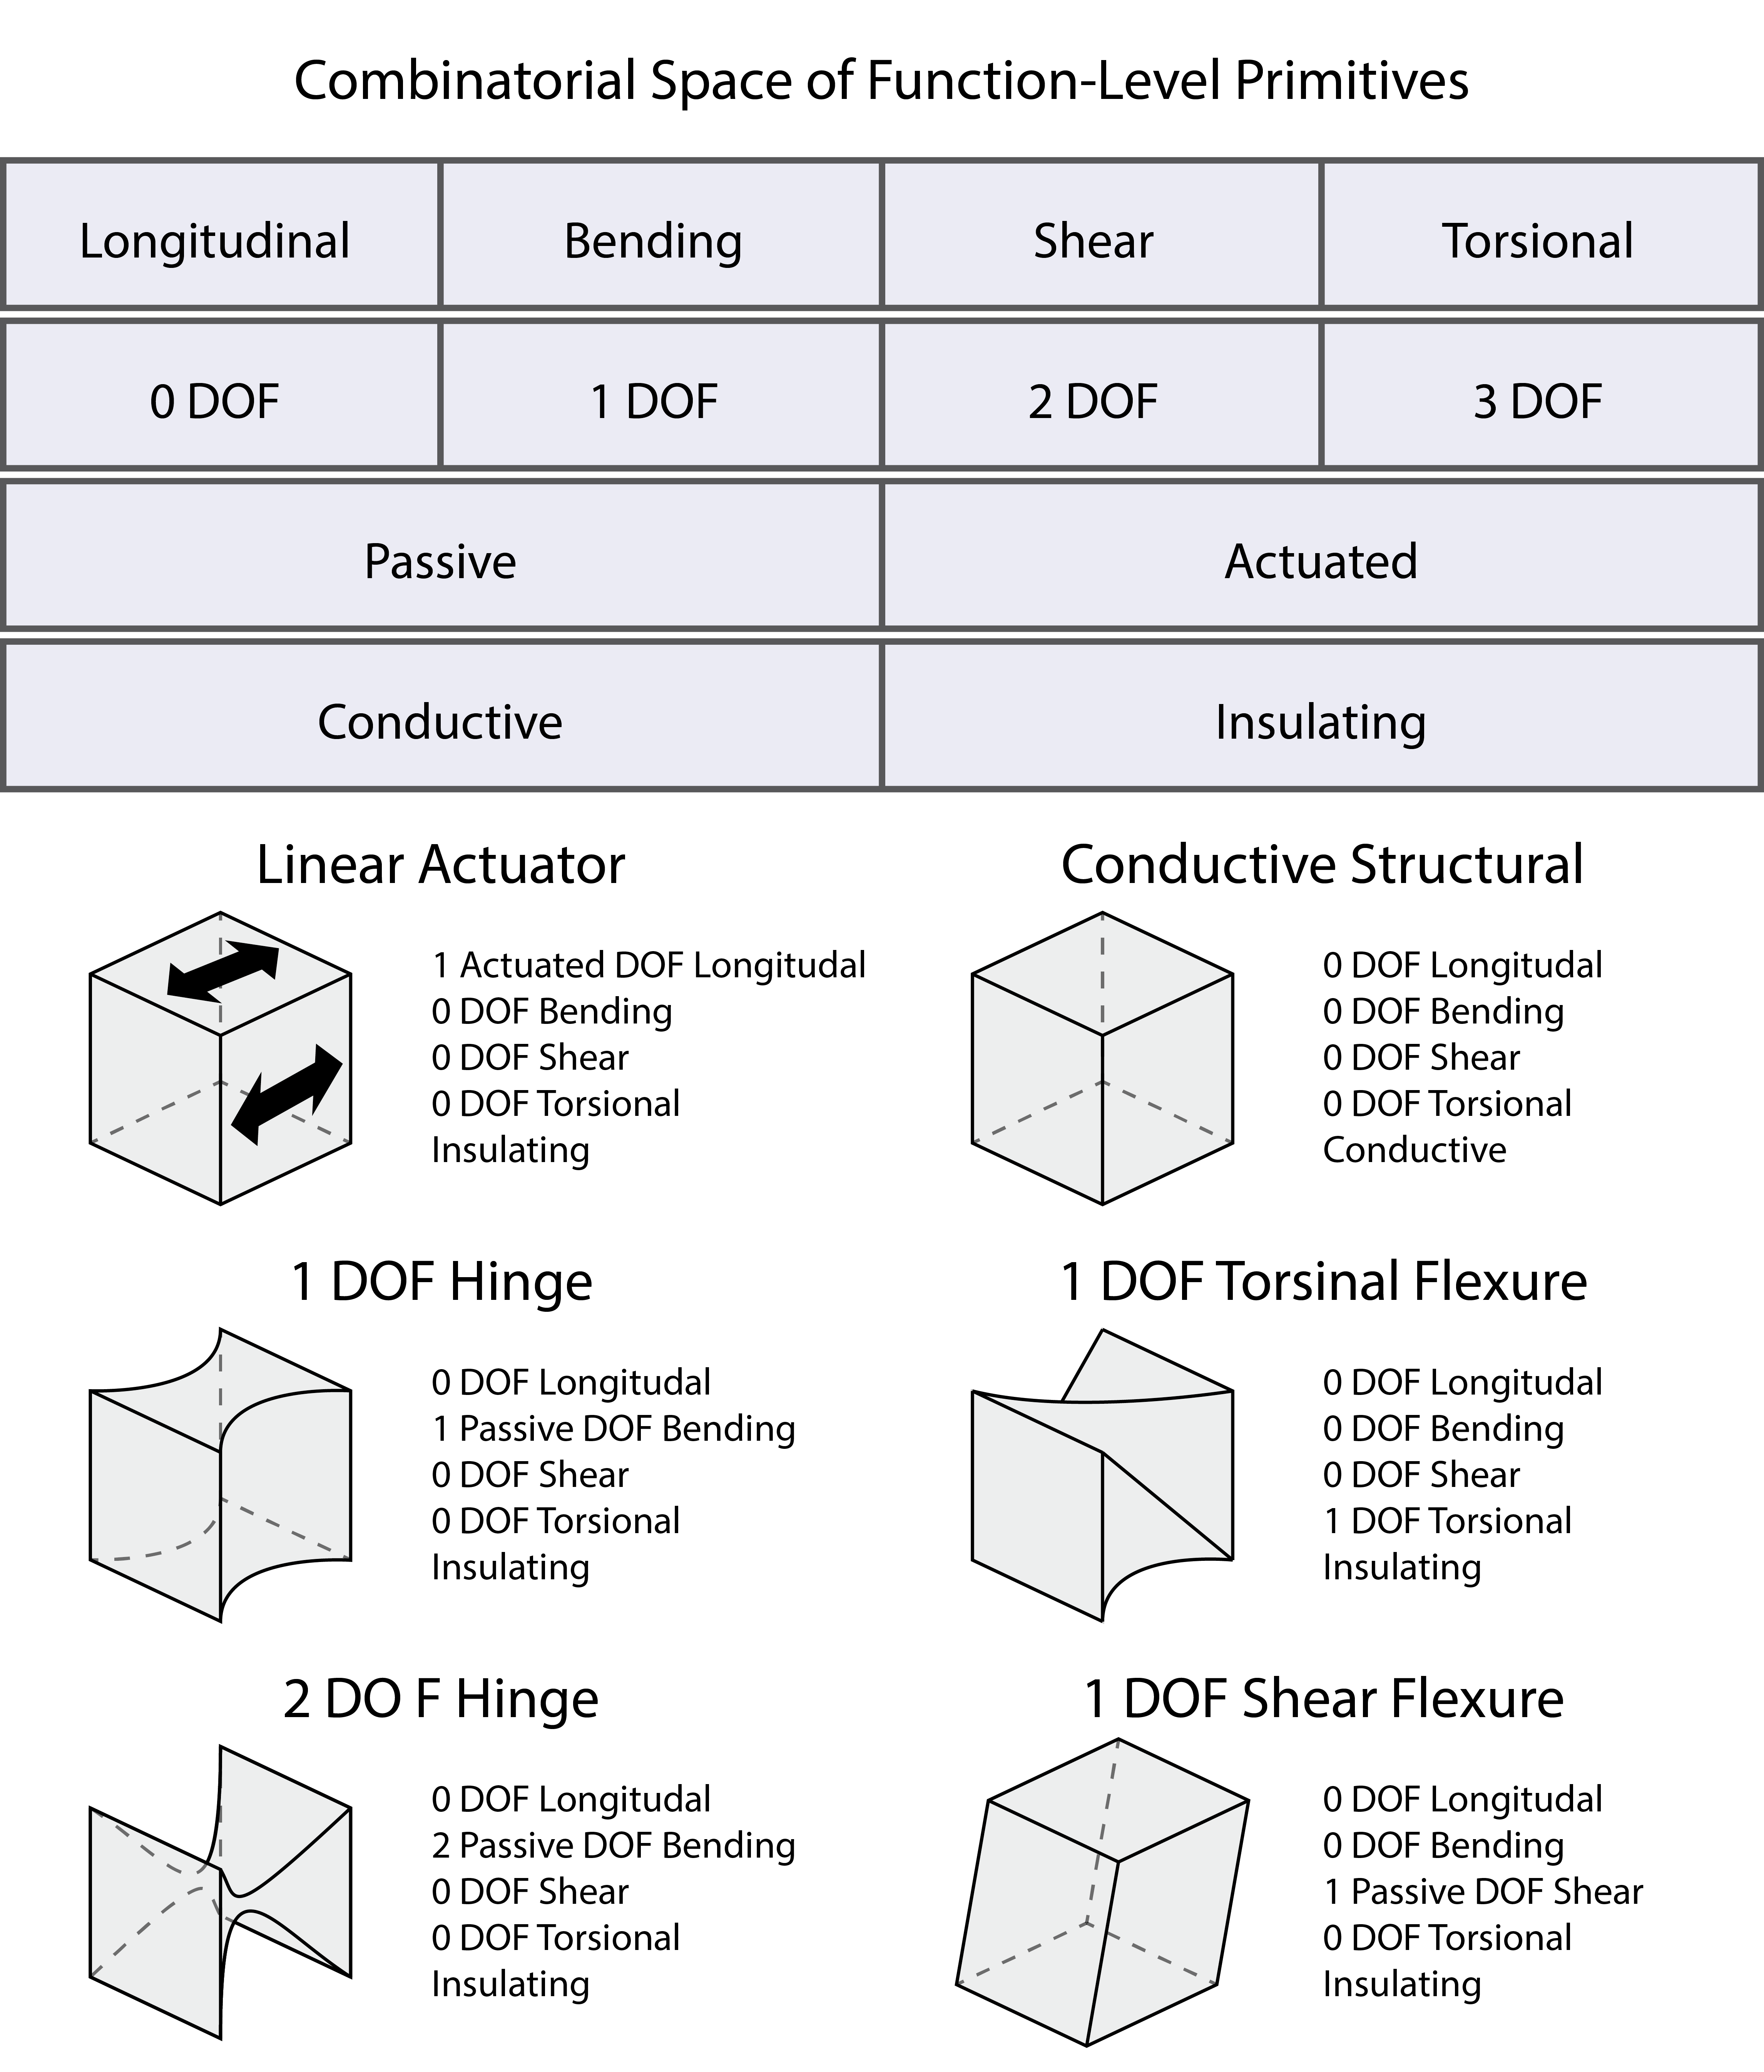 Combinatorial Space of Function-Level Primitives
Longitudinal Bending Shear Torsional
0 DOF 1 DOF 2 DOF 3 DOF
Passive Actuated
Conductive Insulating
Linear Actuator
1 Actuated DOF Longitudal
0 DOF Bending
0 DOF Shear
0 DOF Torsional
Insulating
Conductive Structural
0 DOF Longitudal
0 DOF Bending
0 DOF Shear
0 DOF Torsional
Conductive
1 DOF Hinge
0 DOF Longitudal
1 Passive DOF Bending
0 DOF Shear
0 DOF Torsional
Insulating
1 DOF Torsinal Flexure
0 DOF Longitudal
0 DOF Bending
0 DOF Shear
1 DOF Torsional
Insulating
2 DO F Hinge
0 DOF Longitudal
2 Passive DOF Bending
0 DOF Shear
0 DOF Torsional
Insulating
1 DOF Shear Flexure
0 DOF Longitudal
0 DOF Bending
1 Passive DOF Shear
0 DOF Torsional
Insulating